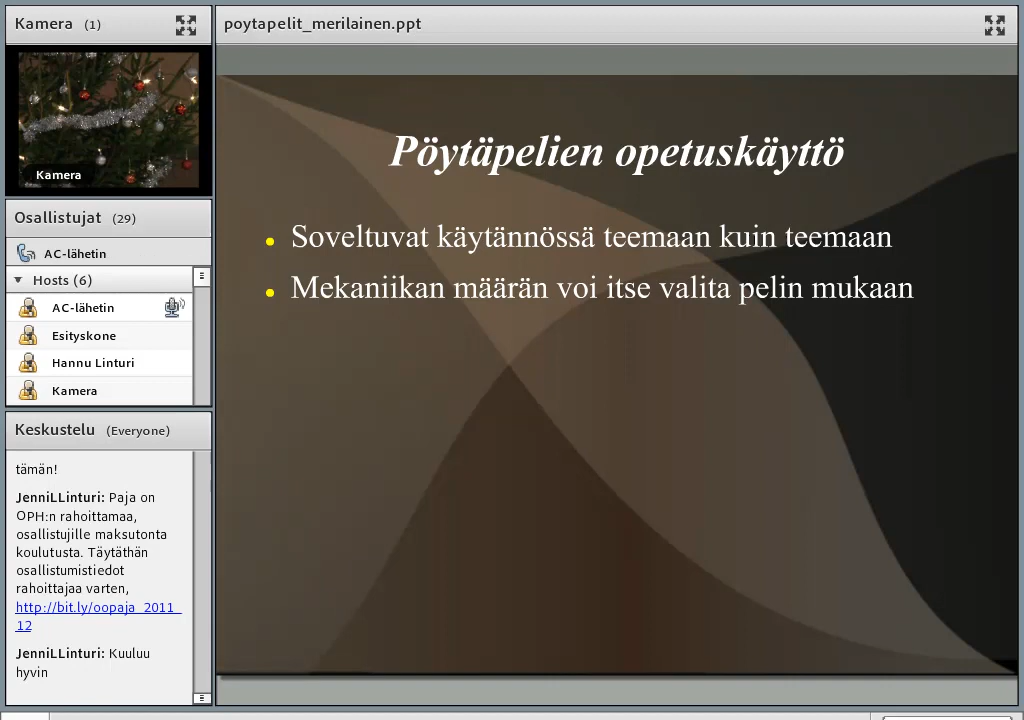 Kamera (1)
Kamera
Osallistujat (29)
AC-lähetin
Hosts (6)
AC-lähetin
Esityskone
Hannu Linturi
Kamera
Keskustelu (Everyone)
tämän!
JenniLLinturi: Paja on
OPH:n rahoittamaa,
osallistujille maksutonta
koulutusta. Täytäthän
osallistumistiedot
rahoittajaa varten,
http://bit.ly/oopaja_2011_
12
JenniLLinturi: Kuuluu
hyvin
poytapelit_merilainen.ppt
Pöytäpelien opetuskäyttö
Soveltuvat käytännössä teemaan kuin teemaan
Mekaniikan määrän voi itse valita pelin mukaan